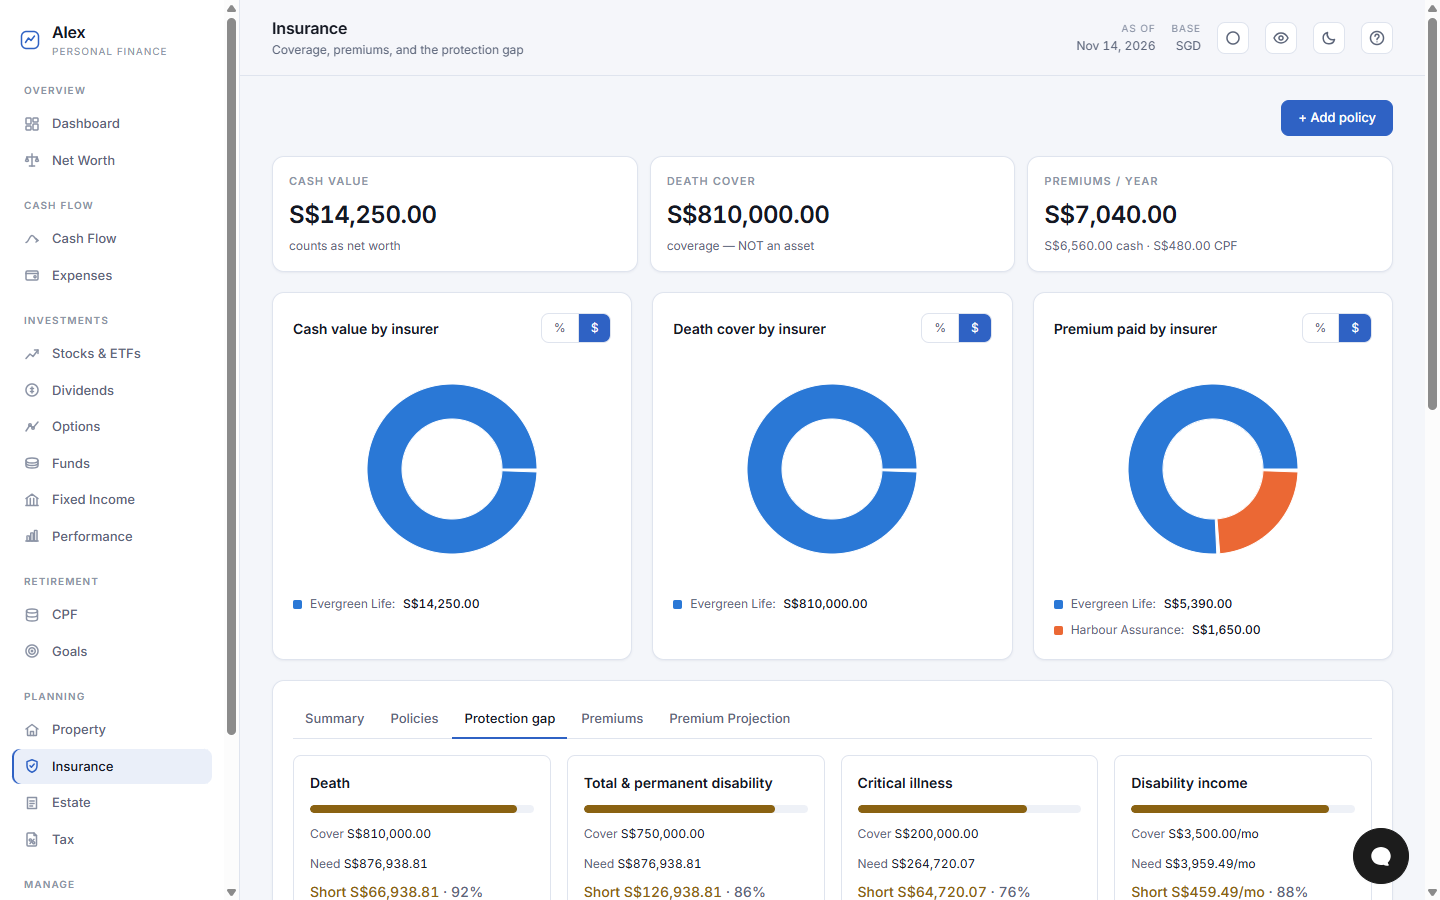 Alex
PERSONAL FINANCE
OVERVIEW
Dashboard
Net Worth
CASH FLOW
Cash Flow
Expenses
INVESTMENTS
Stocks & ETFs
Dividends
Options
Funds
Fixed Income
Performance
RETIREMENT
CPF
Goals
PLANNING
Property
Insurance
Estate
Tax
MANAGE
Insurance
Coverage, premiums, and the protection gap
AS OF
Nov 14, 2026
BASE
SGD
+ Add policy
CASH VALUE
S$14,250.00
counts as net worth
DEATH COVER
S$810,000.00
coverage — NOT an asset
PREMIUMS / YEAR
S$7,040.00
S$6,560.00 cash · S$480.00 CPF
Cash value by insurer
% $
Evergreen Life: S$14,250.00
Death cover by insurer
% $
Evergreen Life: S$810,000.00
Premium paid by insurer
% $
Evergreen Life: S$5,390.00
Harbour Assurance: S$1,650.00
Summary Policies Protection gap Premiums Premium Projection
Death
Cover S$810,000.00
Need S$876,938.81
Short S$66,938.81 · 92%
Total & permanent disability
Cover S$750,000.00
Need S$876,938.81
Short S$126,938.81 · 86%
Critical illness
Cover S$200,000.00
Need S$264,720.07
Short S$64,720.07 · 76%
Disability income
Cover S$3,500.00/mo
Need S$3,959.49/mo
Short S$459.49/mo · 88%